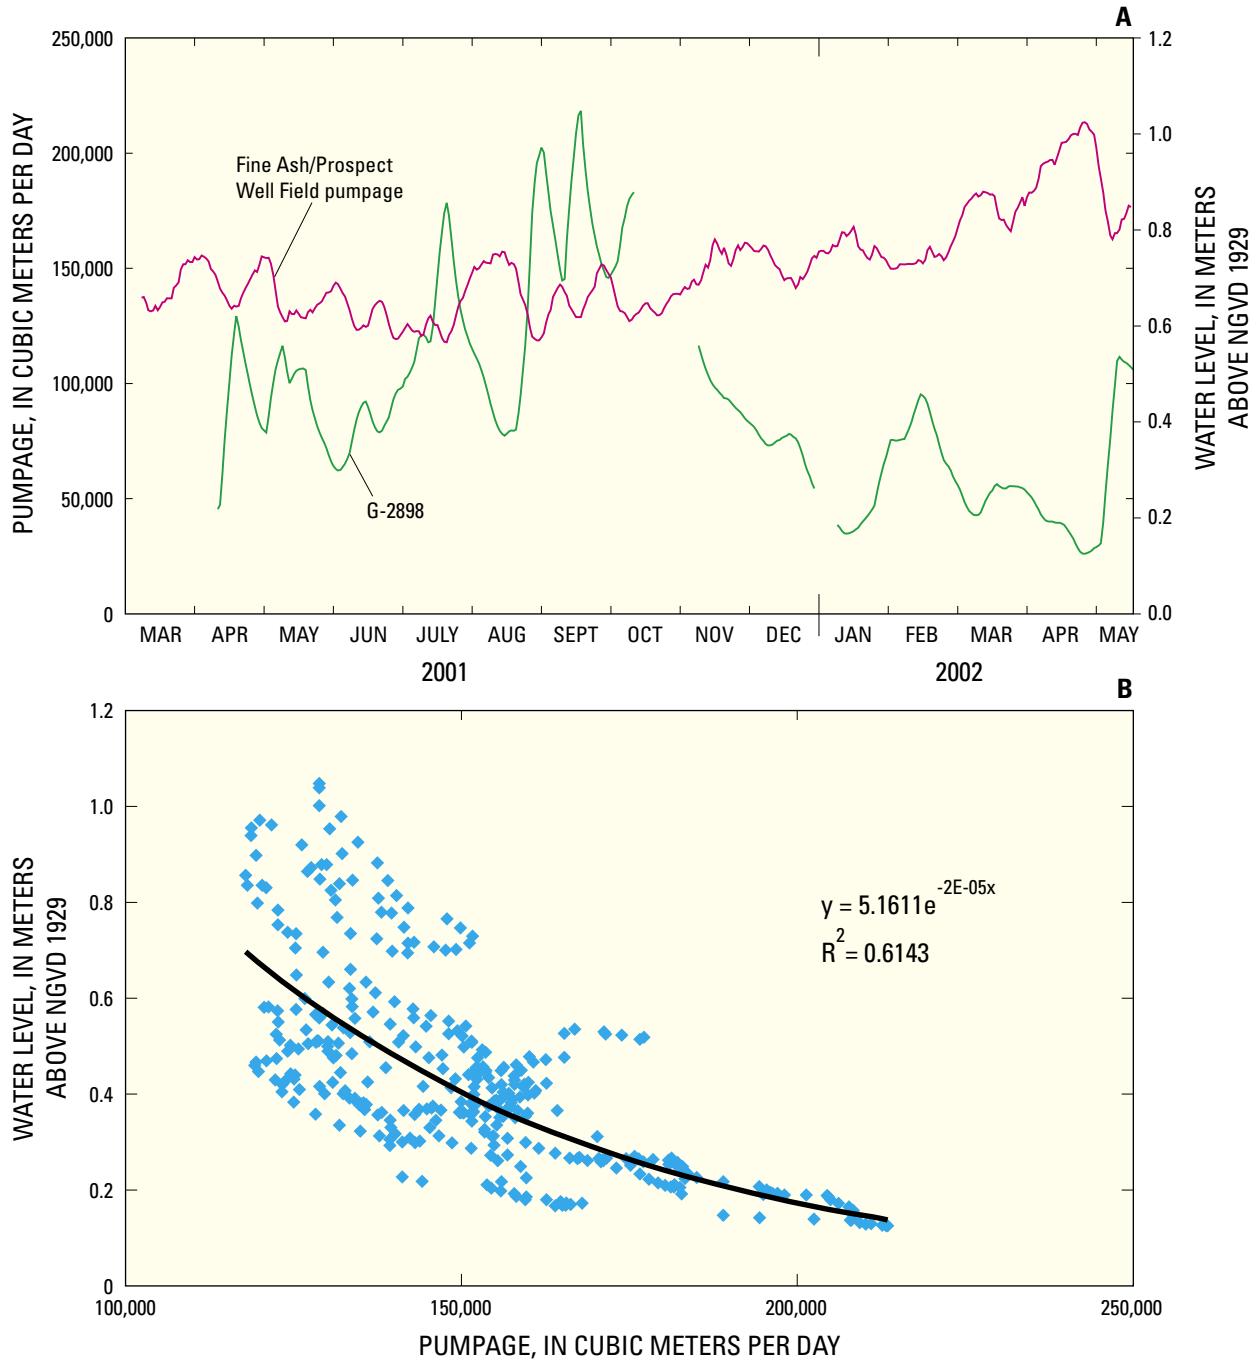 A
250,000
200,000
150,000
100,000
50,000
0
PUMPAGE, IN CUBIC METERS PER DAY
1.2
1.0
0.8
0.6
0.4
0.2
0.0
WATER LEVEL, IN METERS
ABOVE NGVD 1929
Fine Ash/Prospect
Well Field pumpage
G-2898
MAR APR MAY JUN JULY AUG SEPT OCT NOV DEC JAN FEB MAR APR MAY
2001 2002
B
1.2
1.0
0.8
0.6
0.4
0.2
0
WATER LEVEL, IN METERS
ABOVE NGVD 1929
y = 5.1611e^-2E-05x
R^2 = 0.6143
100,000 150,000 200,000 250,000
PUMPAGE, IN CUBIC METERS PER DAY